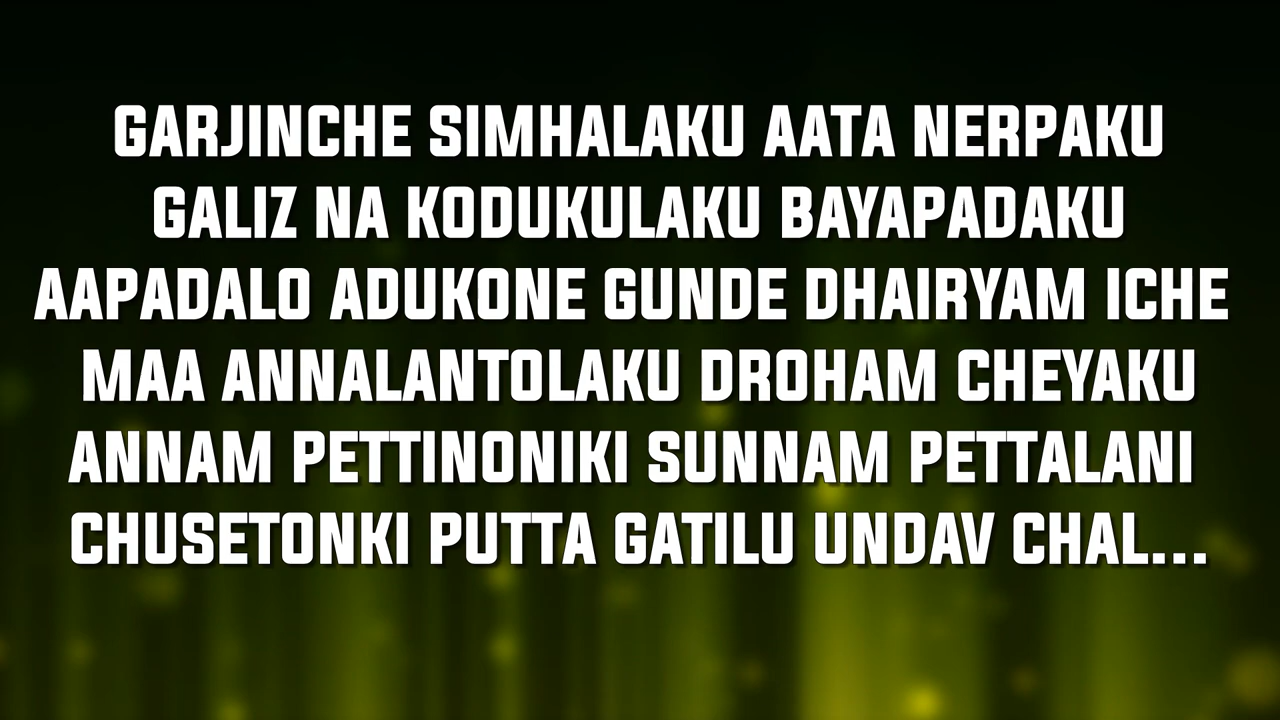 GARJINCHE SIMHALAKU AATA NERPAKU
GALIZ NA KODUKULAKU BAYAPADAKU
AAPADALO ADUKONE GUNDE DHAIRYAM ICHE
MAA ANNALANTOLAKU DROHAM CHEYAKU
ANNAM PETTINONIKI SUNNAM PETTALANI
CHUSETONKI PUTTA GATILU UNDAV CHAL...